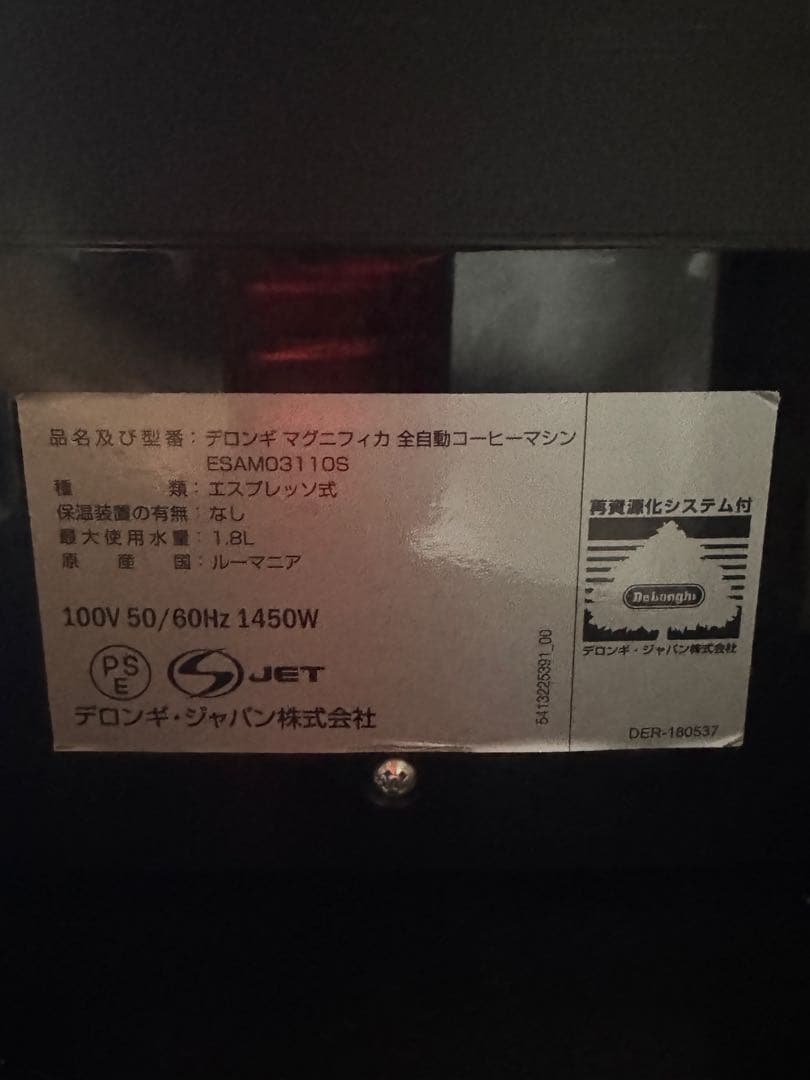 品名及び型番：デロンギ マグニフィカ 全自動コーヒーマシン
ESAM03110S
種類：エスプレッソ式
保温装置の有無：なし
最大使用水量：1.8L
原産国：ルーマニア
100V 50/60Hz 1450W
PS
E
S JET
デロンギ・ジャパン株式会社
5413225391_00
再資源化システム付
DeLonghi
デロンギ・ジャパン株式会社
DER-180537